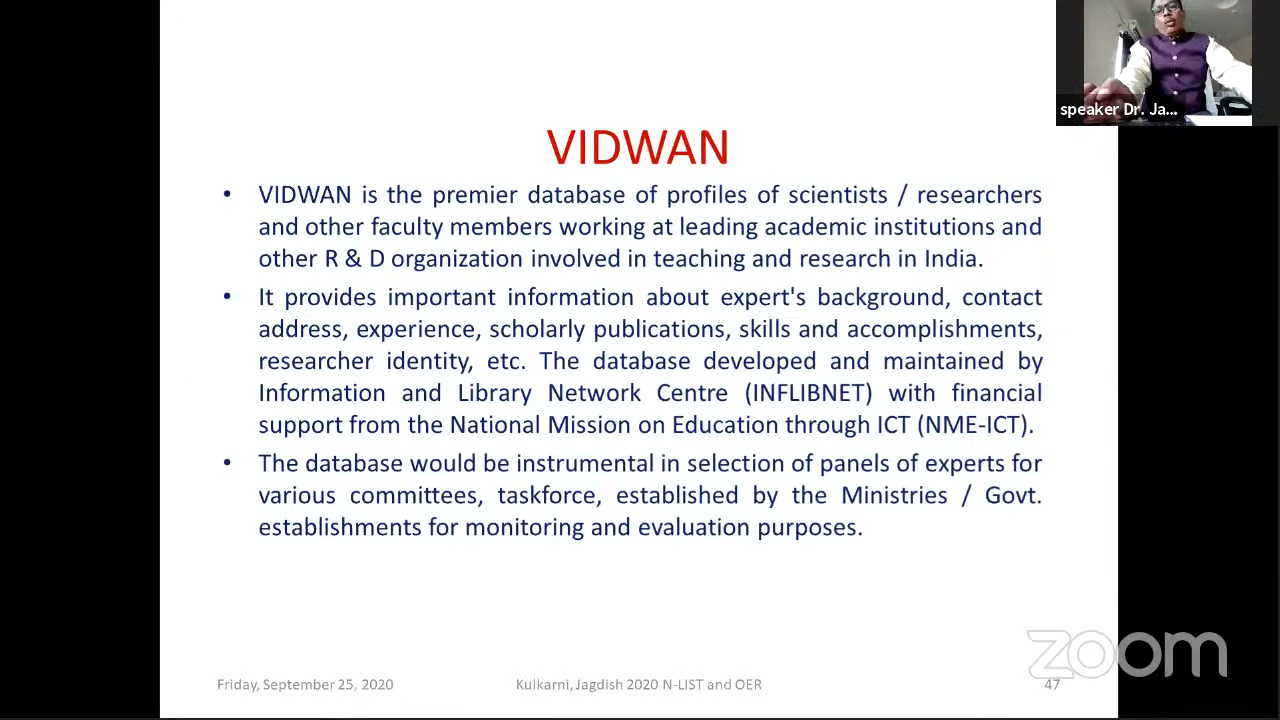 speaker Dr. Ja...
VIDWAN
• VIDWAN is the premier database of profiles of scientists / researchers
and other faculty members working at leading academic institutions and
other R & D organization involved in teaching and research in India.
• It provides important information about expert's background, contact
address, experience, scholarly publications, skills and accomplishments,
researcher identity, etc. The database developed and maintained by
Information and Library Network Centre (INFLIBNET) with financial
support from the National Mission on Education through ICT (NME-ICT).
• The database would be instrumental in selection of panels of experts for
various committees, taskforce, established by the Ministries / Govt.
establishments for monitoring and evaluation purposes.
zoom
Friday, September 25, 2020 Kulkarni, Jagdish 2020 N-LIST and OER 47